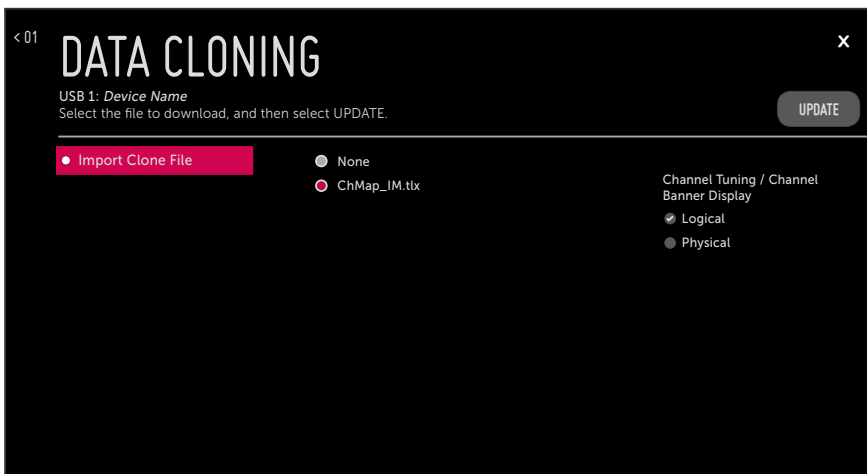 < 01
DATA CLONING
X
USB 1: Device Name
Select the file to download, and then select UPDATE.
UPDATE
Import Clone File
None
ChMap_IM.tlx
Channel Tuning / Channel
Banner Display
Logical
Physical